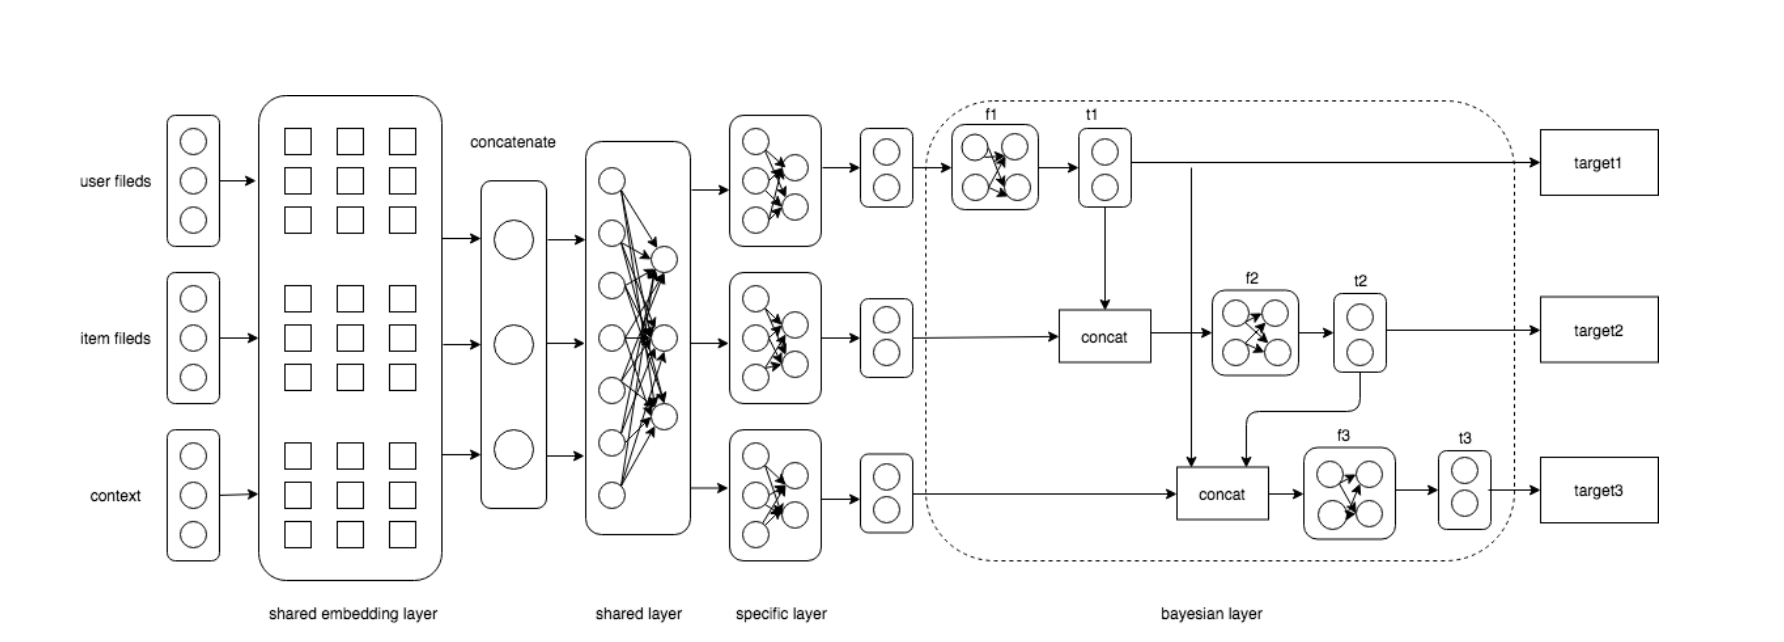 f1
t1
concatenate
target1
user fileds
f2
t2
item fileds
concat
target2
f3
t3
context
concat
target3
shared embedding layer
shared layer
specific layer
bayesian layer